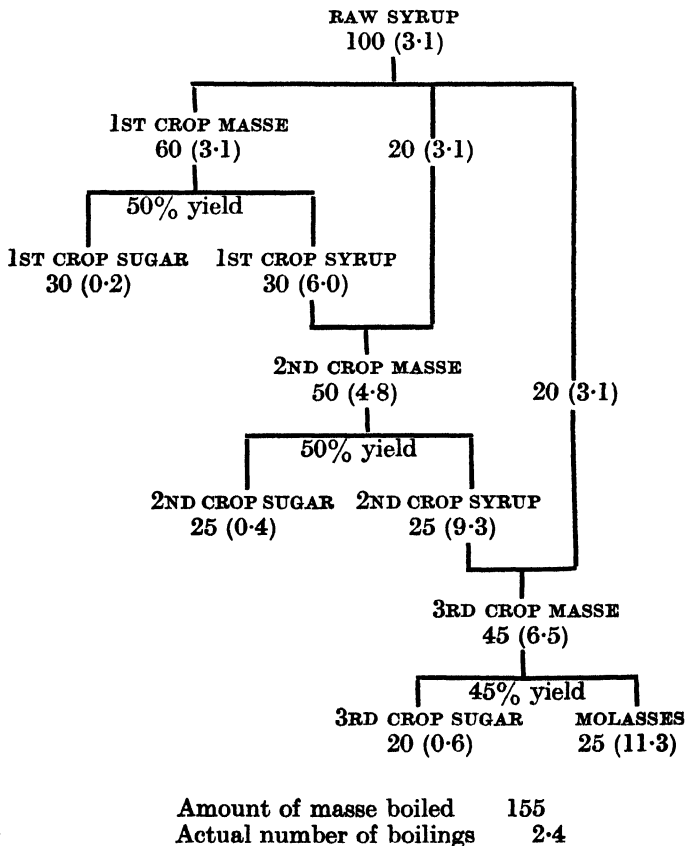 RAW SYRUP
100 (3·1)
1ST CROP MASSE
60 (3·1)
20 (3·1)
50% yield
1ST CROP SUGAR
30 (0·2)
1ST CROP SYRUP
30 (6·0)
2ND CROP MASSE
50 (4·8)
20 (3·1)
50% yield
2ND CROP SUGAR
25 (0·4)
2ND CROP SYRUP
25 (9·3)
3RD CROP MASSE
45 (6·5)
45% yield
3RD CROP SUGAR
20 (0·6)
MOLASSES
25 (11·3)
Amount of masse boiled 155
Actual number of boilings 2·4